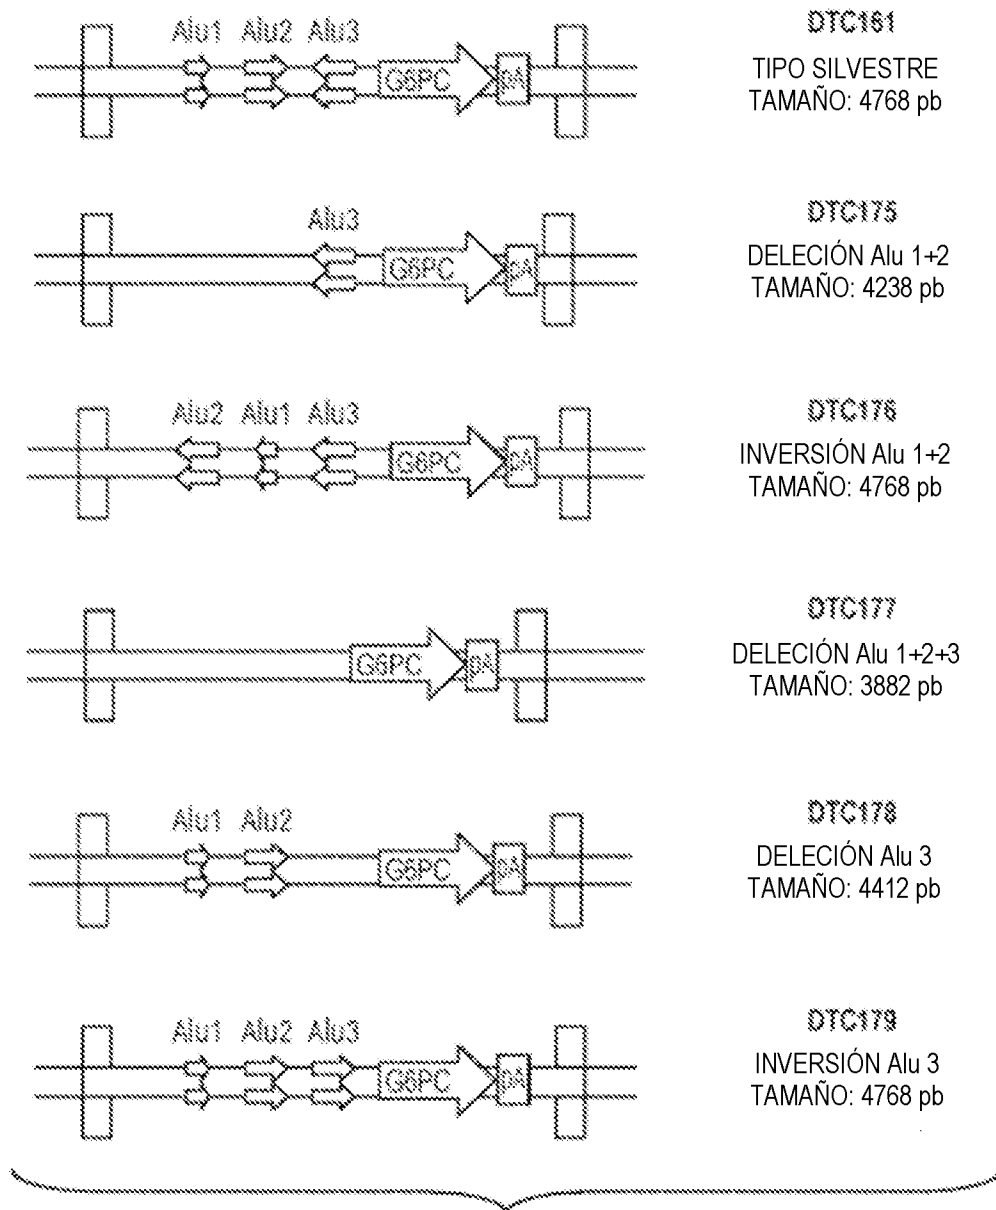 Alu1 Alu2 Alu3
G6PC pA
DTC161
TIPO SILVESTRE
TAMAÑO: 4768 pb
Alu3
G6PC pA
DTC175
DELECIÓN Alu 1+2
TAMAÑO: 4238 pb
Alu2 Alu1 Alu3
G6PC pA
DTC176
INVERSIÓN Alu 1+2
TAMAÑO: 4768 pb
G6PC pA
DTC177
DELECIÓN Alu 1+2+3
TAMAÑO: 3882 pb
Alu1 Alu2
G6PC pA
DTC178
DELECIÓN Alu 3
TAMAÑO: 4412 pb
Alu1 Alu2 Alu3
G6PC pA
DTC179
INVERSIÓN Alu 3
TAMAÑO: 4768 pb